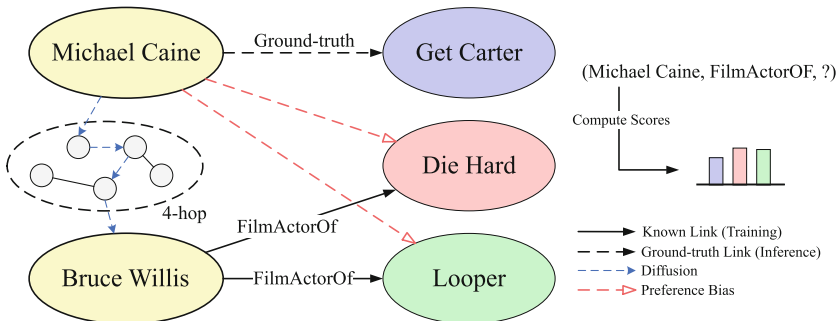 Michael Caine
Ground-truth
Get Carter
(Michael Caine, FilmActorOF, ?)
Compute Scores
Die Hard
4-hop
FilmActorOf
Bruce Willis
FilmActorOf
Looper
Known Link (Training)
Ground-truth Link (Inference)
Diffusion
Preference Bias